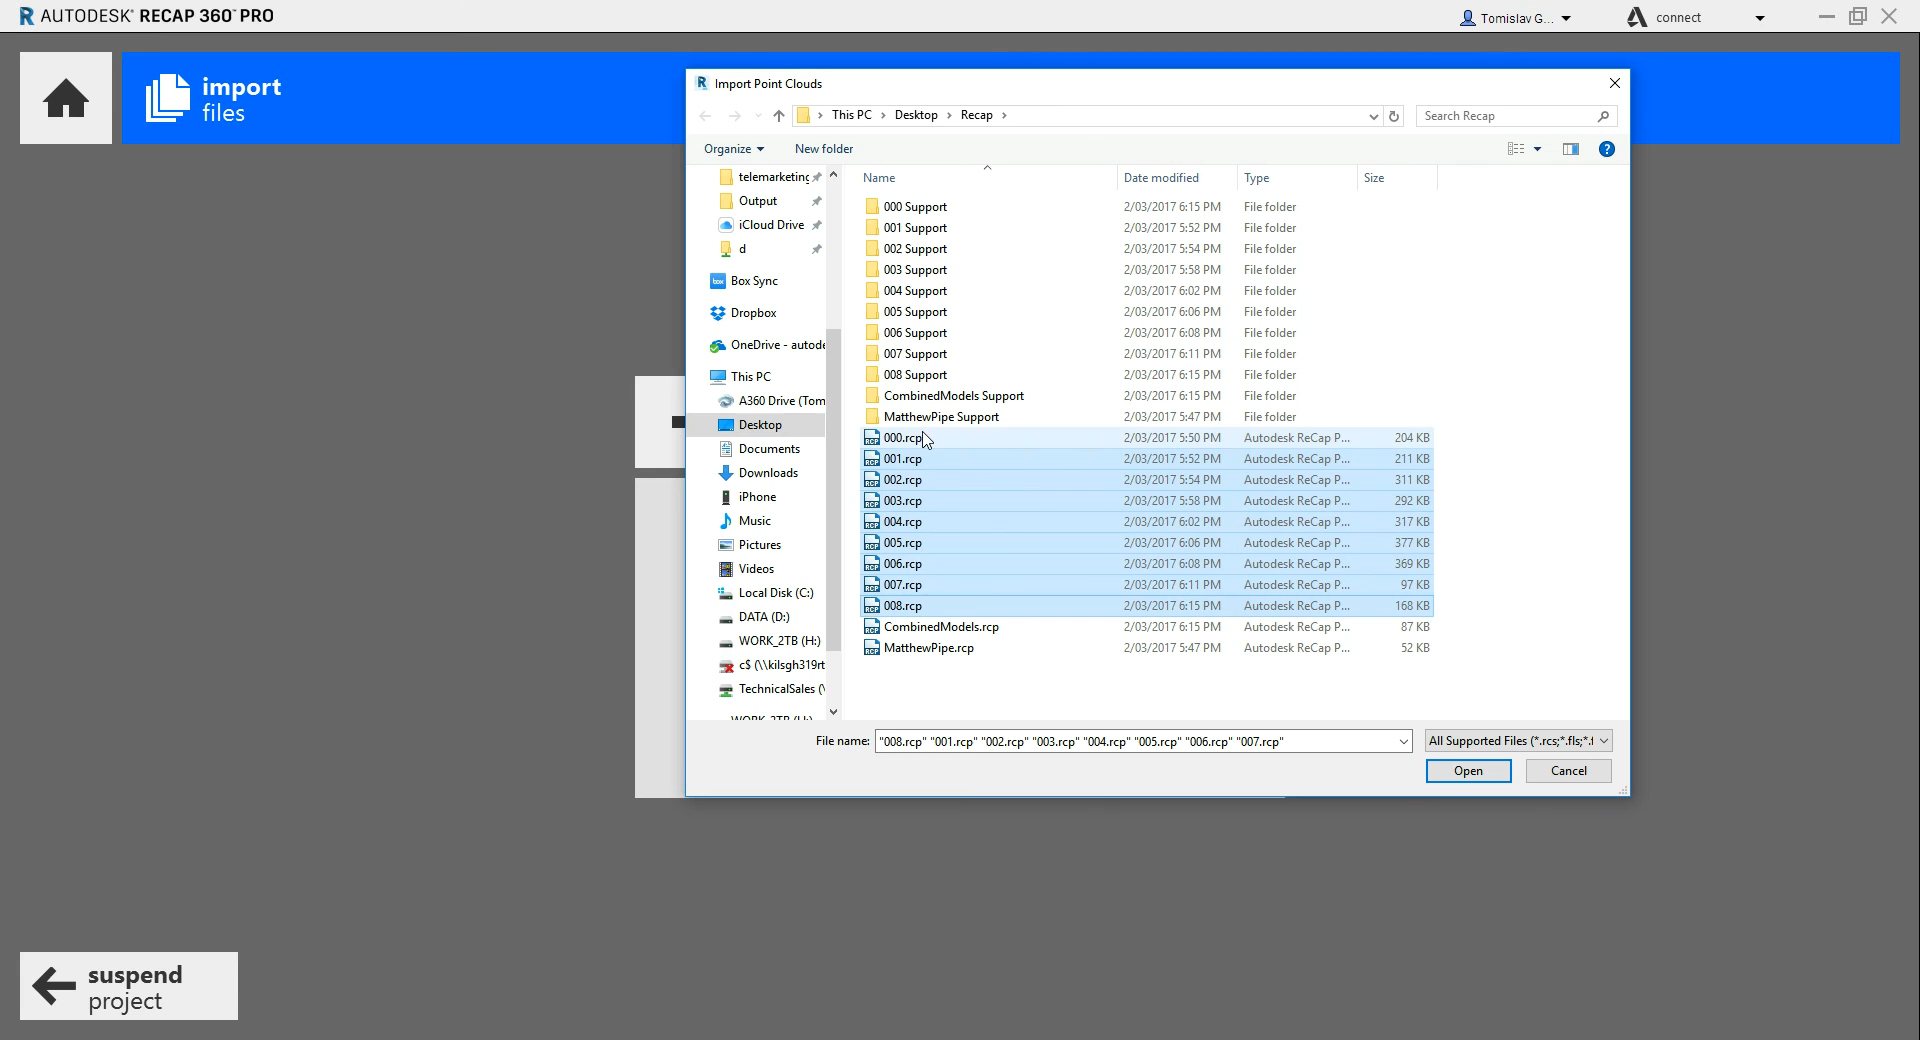 AUTODESK® RECAP 360™ PRO
Tomislav G...
connect
import
files
Import Point Clouds
This PC > Desktop > Recap >
Search Recap
Organize
New folder
telemarketing
Output
iCloud Drive
d
Box Sync
Dropbox
OneDrive - autode
This PC
A360 Drive (Tom
Desktop
Documents
Downloads
iPhone
Music
Pictures
Videos
Local Disk (C:)
DATA (D:)
WORK_2TB (H:)
c$ (\\kilsgh319rt
TechnicalSales (\
WORK_2TB (H:)
Name Date modified Type Size
000 Support 2/03/2017 6:15 PM File folder
001 Support 2/03/2017 5:52 PM File folder
002 Support 2/03/2017 5:54 PM File folder
003 Support 2/03/2017 5:58 PM File folder
004 Support 2/03/2017 6:02 PM File folder
005 Support 2/03/2017 6:06 PM File folder
006 Support 2/03/2017 6:08 PM File folder
007 Support 2/03/2017 6:11 PM File folder
008 Support 2/03/2017 6:15 PM File folder
CombinedModels Support 2/03/2017 6:15 PM File folder
MatthewPipe Support 2/03/2017 5:47 PM File folder
000.rcp 2/03/2017 5:50 PM Autodesk ReCap P... 204 KB
001.rcp 2/03/2017 5:52 PM Autodesk ReCap P... 211 KB
002.rcp 2/03/2017 5:54 PM Autodesk ReCap P... 311 KB
003.rcp 2/03/2017 5:58 PM Autodesk ReCap P... 292 KB
004.rcp 2/03/2017 6:02 PM Autodesk ReCap P... 317 KB
005.rcp 2/03/2017 6:06 PM Autodesk ReCap P... 377 KB
006.rcp 2/03/2017 6:08 PM Autodesk ReCap P... 369 KB
007.rcp 2/03/2017 6:11 PM Autodesk ReCap P... 97 KB
008.rcp 2/03/2017 6:15 PM Autodesk ReCap P... 168 KB
CombinedModels.rcp 2/03/2017 6:15 PM Autodesk ReCap P... 87 KB
MatthewPipe.rcp 2/03/2017 5:47 PM Autodesk ReCap P... 52 KB
File name: "008.rcp" "001.rcp" "002.rcp" "003.rcp" "004.rcp" "005.rcp" "006.rcp" "007.rcp"
All Supported Files (*.rcs;*.fls;*.f
Open
Cancel
suspend
project